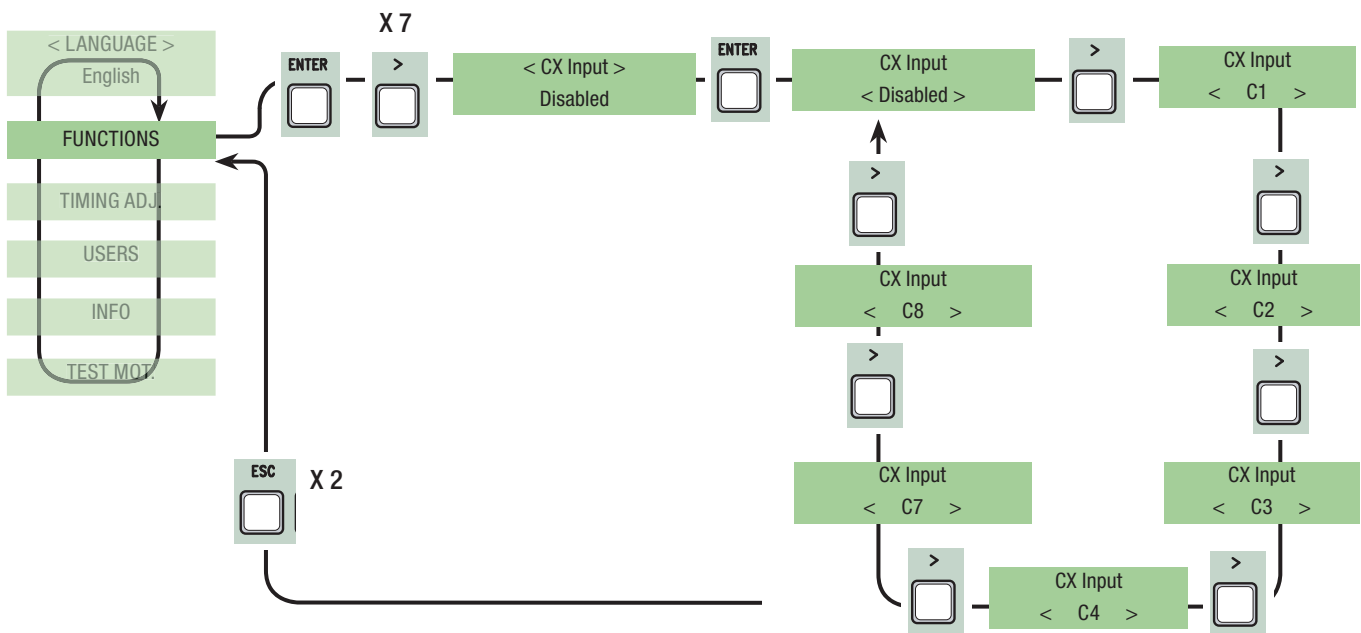 X 7
< LANGUAGE >
English
FUNCTIONS
TIMING ADJ.
USERS
INFO
TEST MOT.
ENTER
>
< CX Input >
Disabled
ENTER
CX Input
< Disabled >
>
CX Input
< C1 >
>
CX Input
< C2 >
>
CX Input
< C3 >
>
CX Input
< C4 >
>
CX Input
< C7 >
>
CX Input
< C8 >
>
ESC
X 2